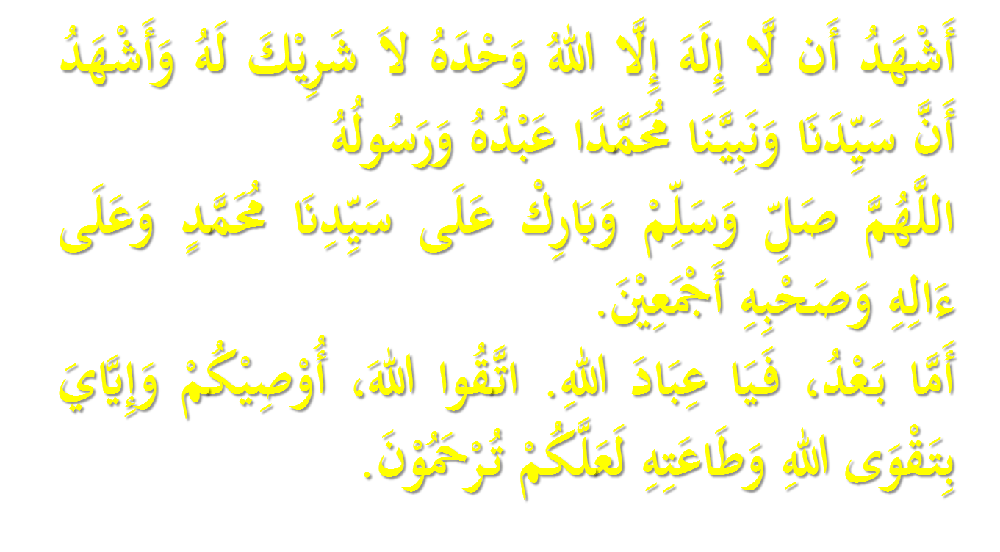 أَشْهَدُ أَن لَّا إِلَهَ إِلَّا اللهُ وَحْدَهُ لاَ شَرِيْكَ لَهُ وَأَشْهَدُ
أَنَّ سَيِّدَنَا وَنَبِيَّنَا مُحَمَّدًا عَبْدُهُ وَرَسُولُهُ
اللَّهُمَّ صَلِّ وَسَلِّمْ وَبَارِكْ عَلَى سَيِّدِنَا مُحَمَّدٍ وَعَلَى
ءَالِهِ وَصَحْبِهِ أَجْمَعِيْنَ.
أَمَّا بَعْدُ، فَيَا عِبَادَ اللهِ. اتَّقُوا اللهَ، أُوْصِيْكُمْ وَإِيَّايَ
بِتَقْوَى اللهِ وَطَاعَتِهِ لَعَلَّكُمْ تُرْحَمُوْنَ.